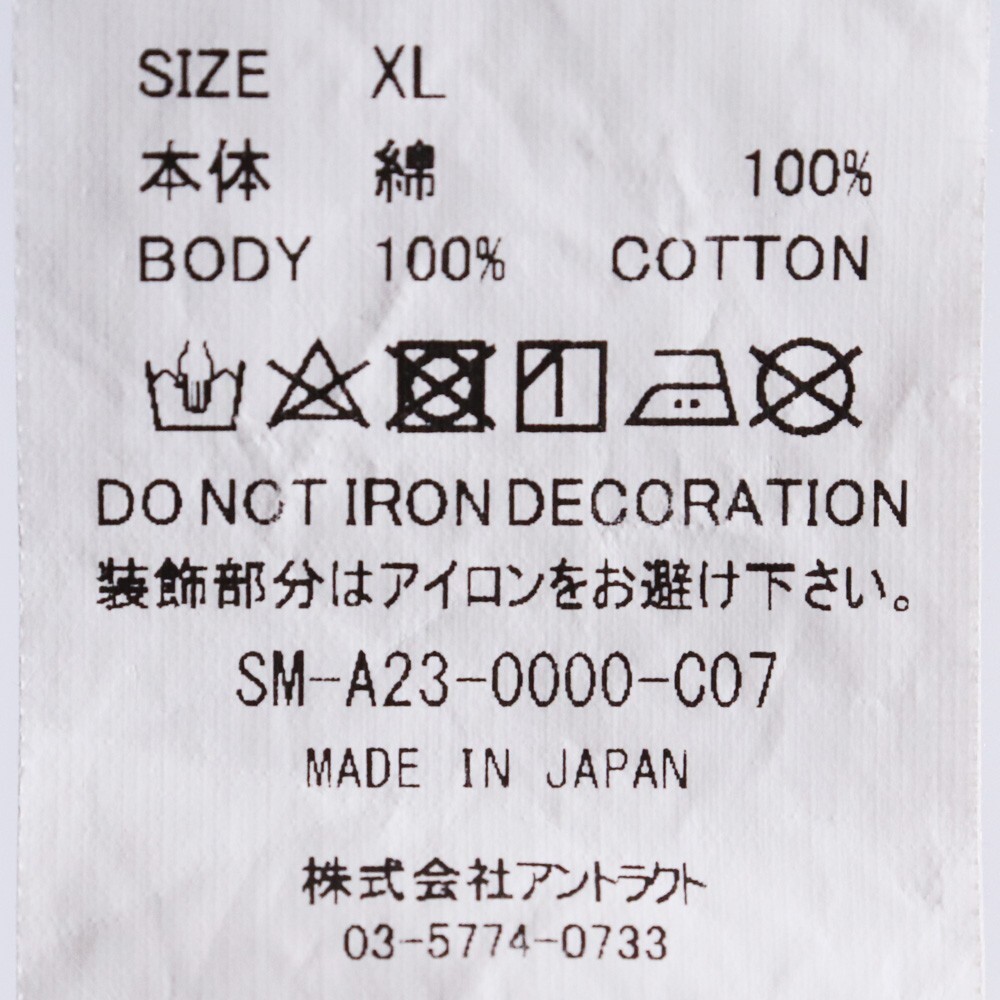 SIZE XL
本体 綿 100%
BODY 100% COTTON
DO NOT IRON DECORATION
装飾部分はアイロンをお避け下さい。
SM-A23-0000-C07
MADE IN JAPAN
株式会社アントラクト
03-5774-0733